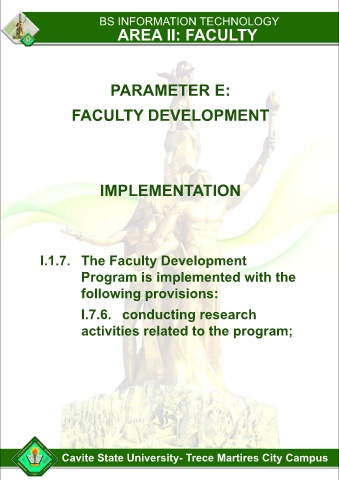 BS INFORMATION TECHNOLOGY
AREA II: FACULTY
PARAMETER E:
FACULTY DEVELOPMENT
IMPLEMENTATION
I.1.7. The Faculty Development
Program is implemented with the
following provisions:
I.7.6. conducting research
activities related to the program;
Cavite State University- Trece Martires City Campus